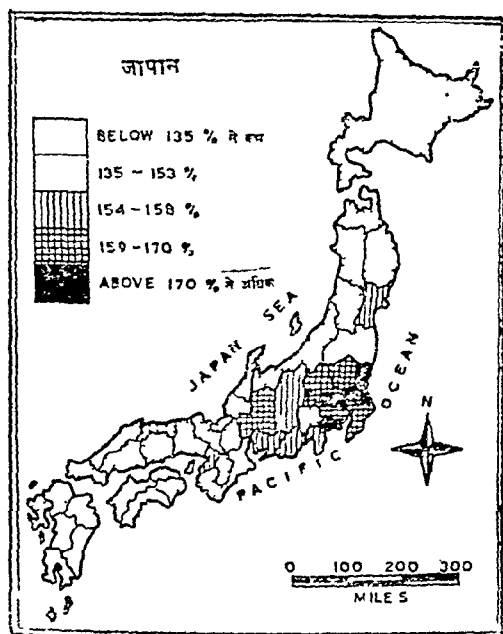 जापान
BELOW 135 % से कम
135 ~ 153 %
154 - 158 %
159 - 170 %
ABOVE 170 % से अधिक
JAPAN SEA
PACIFIC OCEAN
N
0 100 200 300
MILES